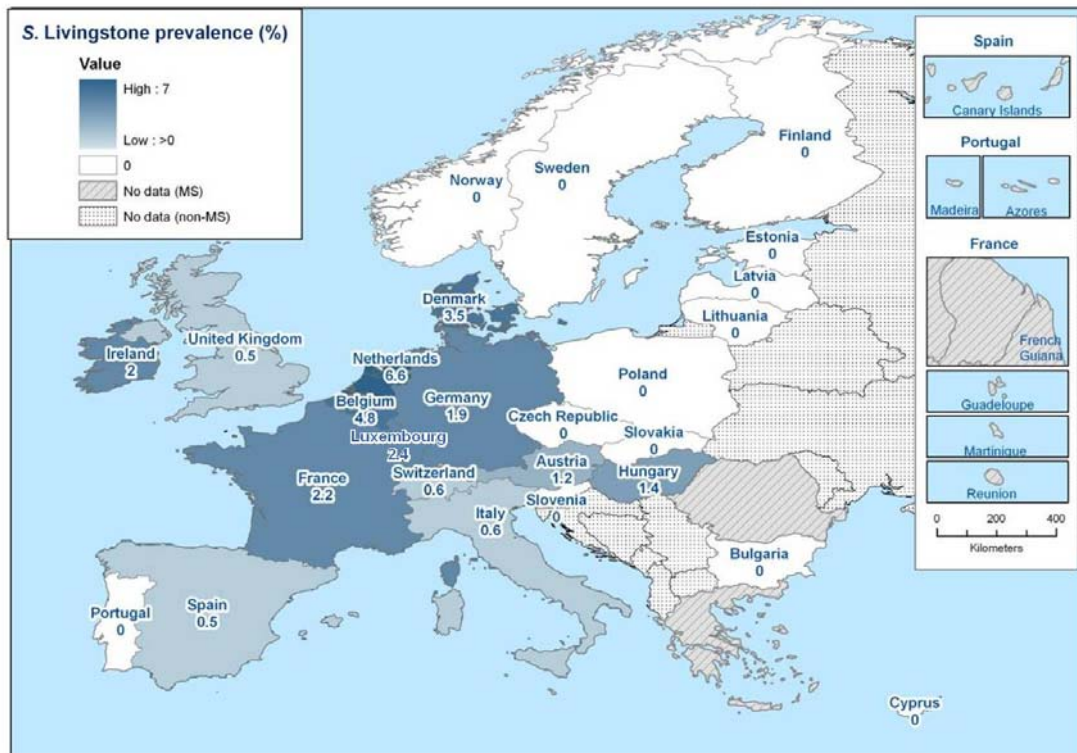 S. Livingstone prevalence (%)
Value
High : 7
Low : >0
0
No data (MS)
No data (non-MS)
Norway
0
Sweden
0
Finland
0
Estonia
0
Latvia
0
Lithuania
0
Denmark
3.5
United Kingdom
0.5
Ireland
2
Netherlands
6.6
Belgium
4.8
Germany
1.9
Poland
0
Czech Republic
0
Slovakia
0
Luxembourg
2.4
France
2.2
Switzerland
0.6
Austria
1.2
Hungary
1.4
Slovenia
0
Italy
0.6
Bulgaria
0
Portugal
0
Spain
0.5
Cyprus
0
Spain
Canary Islands
Portugal
Madeira
Azores
France
French
Guiana
Guadeloupe
Martinique
Reunion
0 200 400
Kilometers